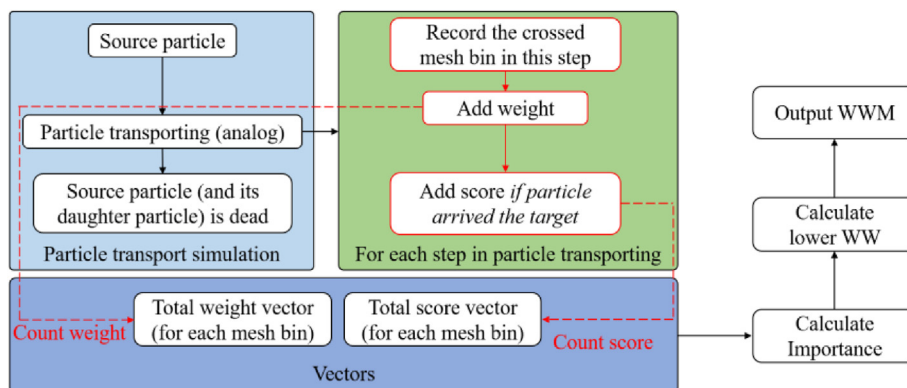 Source particle
Particle transporting (analog)
Source particle (and its
daughter particle) is dead
Particle transport simulation
Record the crossed
mesh bin in this step
Add weight
Add score if particle
arrived the target
For each step in particle transporting
Total weight vector
(for each mesh bin)
Total score vector
(for each mesh bin)
Count weight
Count score
Vectors
Output WWM
Calculate
lower WW
Calculate
Importance